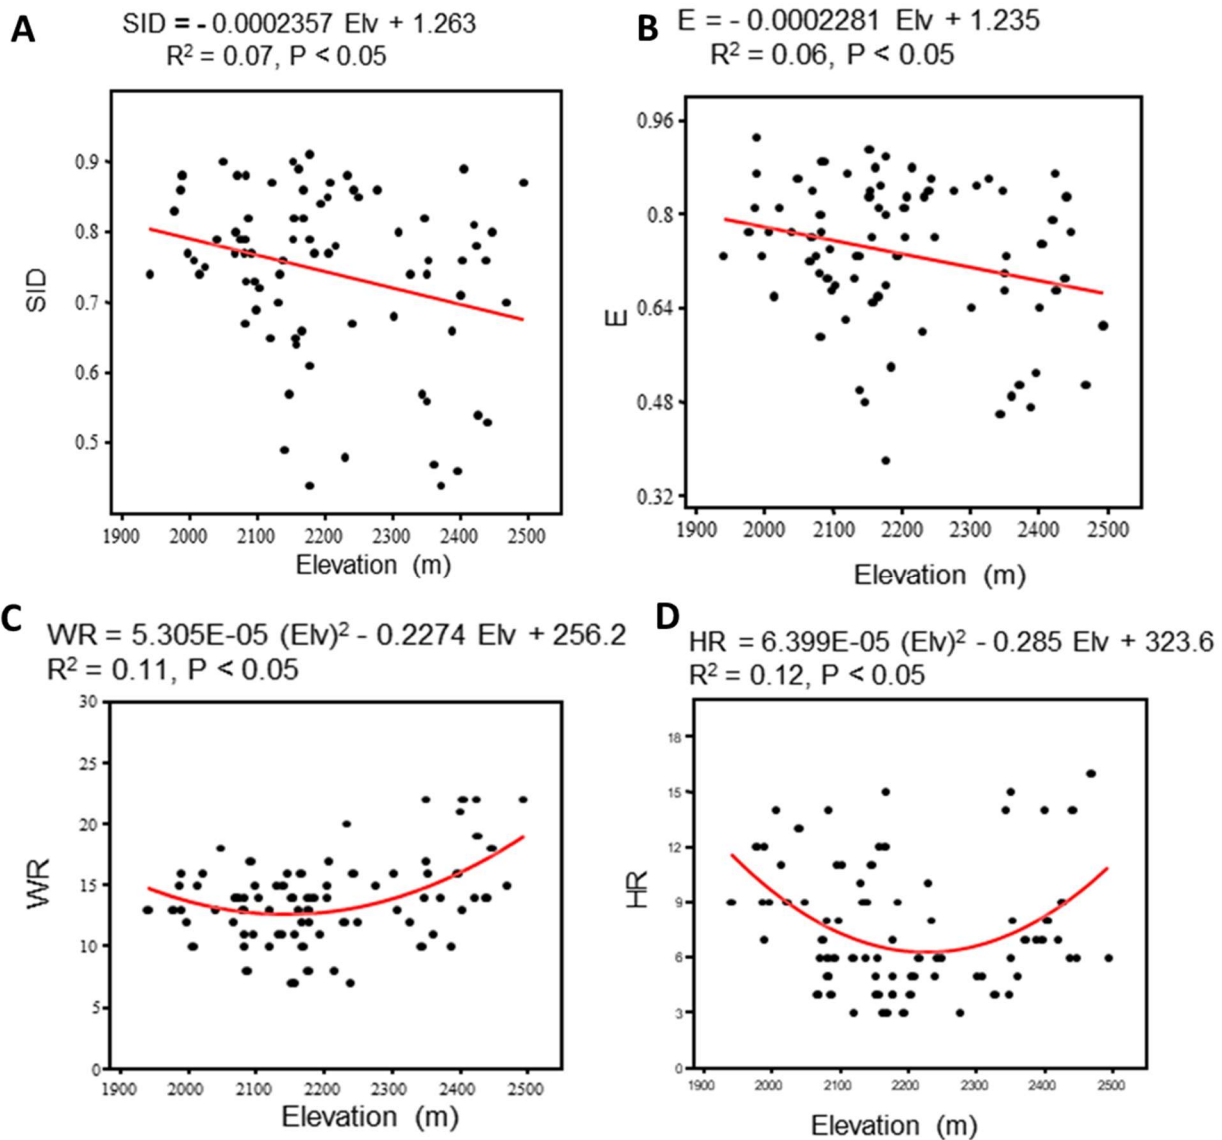 A
SID = - 0.0002357 Elv + 1.263
R² = 0.07, P < 0.05
0.9
0.8
0.7
0.6
0.5
SID
1900 2000 2100 2200 2300 2400 2500
Elevation (m)
B
E = - 0.0002281 Elv + 1.235
R² = 0.06, P < 0.05
0.96
0.8
0.64
0.48
0.32
E
1900 2000 2100 2200 2300 2400 2500
Elevation (m)
C
WR = 5.305E-05 (Elv)² - 0.2274 Elv + 256.2
R² = 0.11, P < 0.05
30
25
20
15
10
5
0
WR
1900 2000 2100 2200 2300 2400 2500
Elevation (m)
D
HR = 6.399E-05 (Elv)² - 0.285 Elv + 323.6
R² = 0.12, P < 0.05
18
15
12
9
6
3
0
HR
1900 2000 2100 2200 2300 2400 2500
Elevation (m)